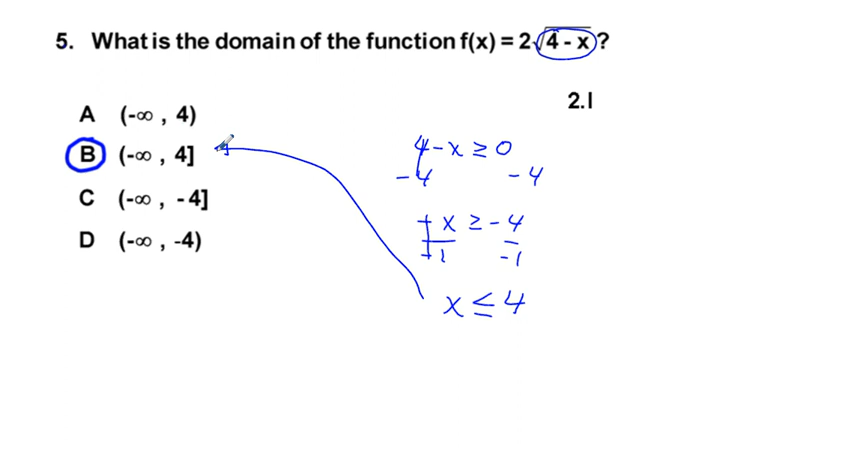 5. What is the domain of the function f(x) = 2√4 - x ?
2.I
A (-∞ , 4)
B (-∞ , 4]
C (-∞ , - 4]
D (-∞ , -4)
4 - x ≥ 0
-4 -4
-x ≥ -4
-1 -1
x ≤ 4